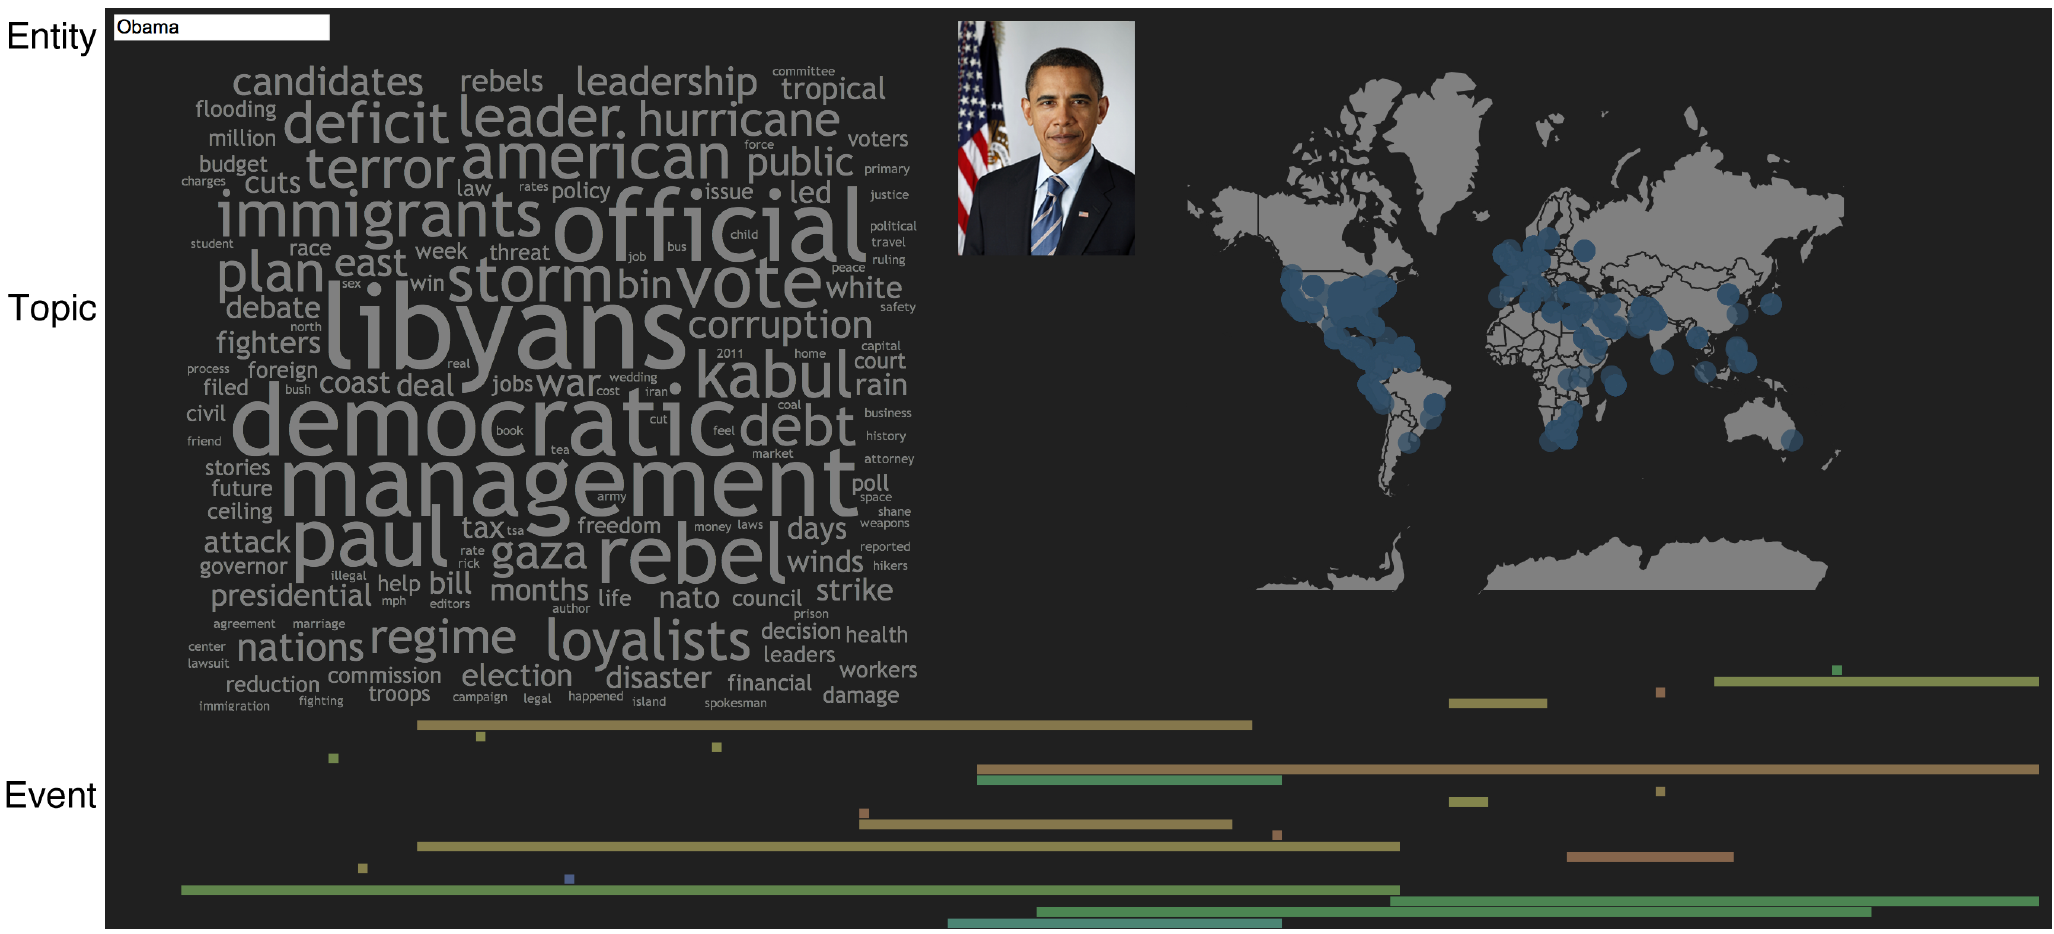 Entity
Obama
committee
candidates rebels leadership tropical
flooding deficit leader. hurricane
million voters
force
budget terror american public primary
charges cuts law rates policy issue led justice
immigrants official
political
student race week threat job bus child travel
plan east peace ruling
sex win storm bin vote white
Topic
debate safety
north libyans corruption
fighters capital
process foreign real 2011 home court
filed bush coast deal jobs war wedding kabul rain
cost iran
civil democratic cut coal debt business
friend book feel history
tea market attorney
stories management poll
future army space
ceiling shane
paul tax tsa freedom money laws days weapons
attack rate gaza rebel winds reported
governor rick hikers
illegal help bill months strike
presidential mph editors life nato council
author prison
agreement marriage decision health
center nations regime loyalists leaders
lawsuit commission election disaster workers
reduction troops financial
campaign legal happened damage
immigration fighting island spokesman
Event